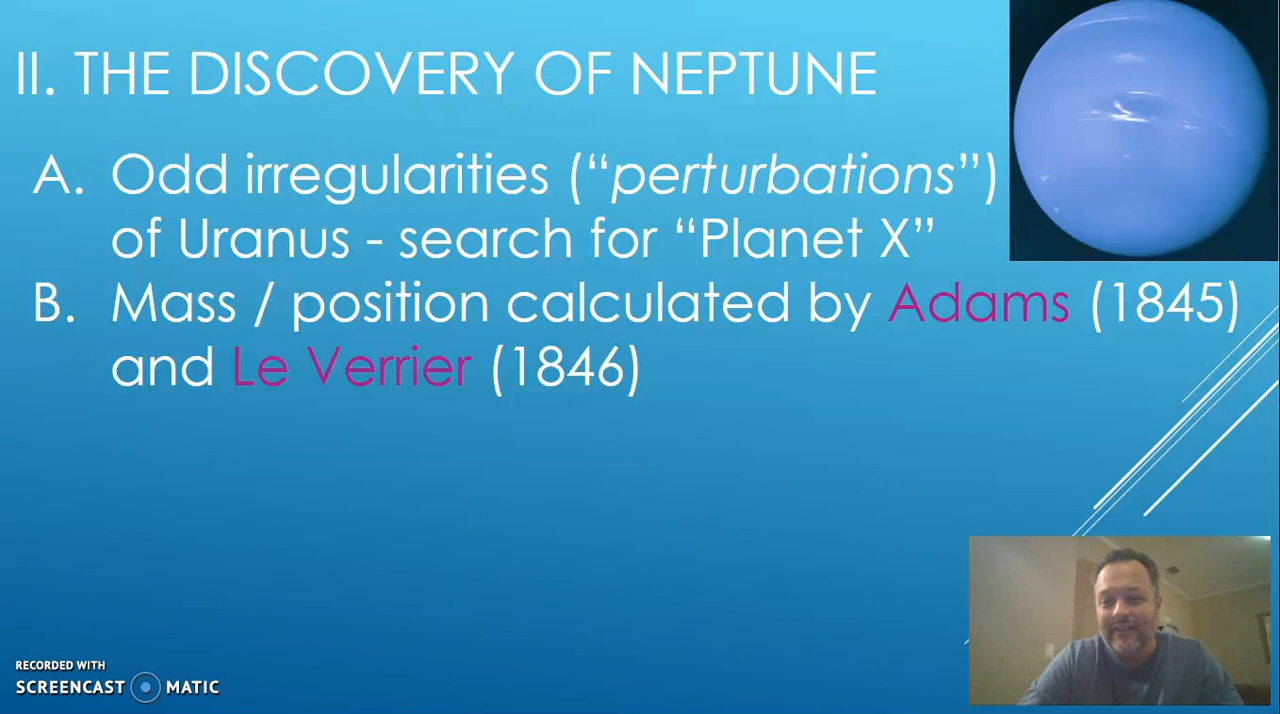 II. THE DISCOVERY OF NEPTUNE
A. Odd irregularities (“perturbations”)
of Uranus - search for “Planet X”
B. Mass / position calculated by Adams (1845)
and Le Verrier (1846)
RECORDED WITH
SCREENCAST MATIC